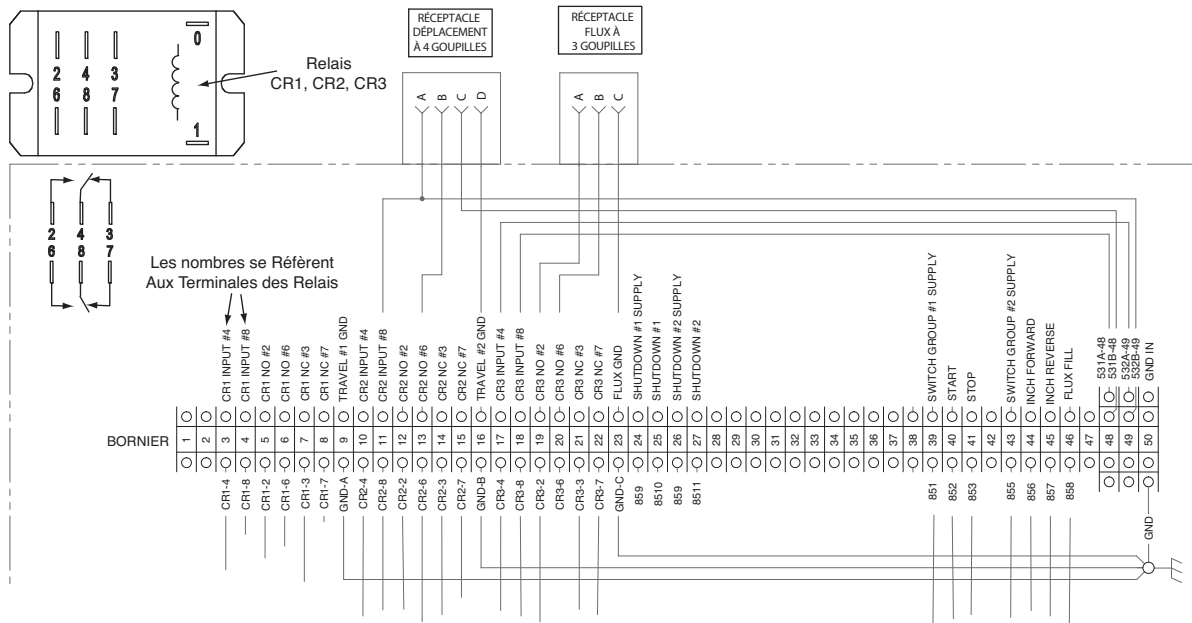 RÉCEPTACLE
DÉPLACEMENT
À 4 GOUPILLES
RÉCEPTACLE
FLUX À
3 GOUPILLES
0
2 4 3
6 8 7
1
Relais
CR1, CR2, CR3
A
B
C
D
A
B
C
2 4 3
6 8 7
Les nombres se Réfèrent
Aux Terminales des Relais
CR1 INPUT #4
CR1 INPUT #8
CR1 NO #2
CR1 NO #6
CR1 NC #3
CR1 NC #7
TRAVEL #1 GND
CR2 INPUT #4
CR2 INPUT #8
CR2 NO #2
CR2 NO #6
CR2 NC #3
CR2 NC #7
TRAVEL #2 GND
CR3 INPUT #4
CR3 INPUT #8
CR3 NO #2
CR3 NO #6
CR3 NC #3
CR3 NC #7
FLUX GND
SHUTDOWN #1 SUPPLY
SHUTDOWN #1
SHUTDOWN #2 SUPPLY
SHUTDOWN #2
SWITCH GROUP #1 SUPPLY
START
STOP
SWITCH GROUP #2 SUPPLY
INCH FORWARD
INCH REVERSE
FLUX FILL
531A-48
531B-48
532A-49
532B-49
GND IN
BORNIER
1 2 3 4 5 6 7 8 9 10 11 12 13 14 15 16 17 18 19 20 21 22 23 24 25 26 27 28 29 30 31 32 33 34 35 36 37 38 39 40 41 42 43 44 45 46 47 48 49 50
CR1-4
CR1-8
CR1-2
CR1-6
CR1-3
CR1-7
GND-A
CR2-4
CR2-8
CR2-2
CR2-6
CR2-3
CR2-7
GND-B
CR3-4
CR3-8
CR3-2
CR3-6
CR3-3
CR3-7
GND-C
859
8510
859
8511
851
852
853
855
856
857
858
GND